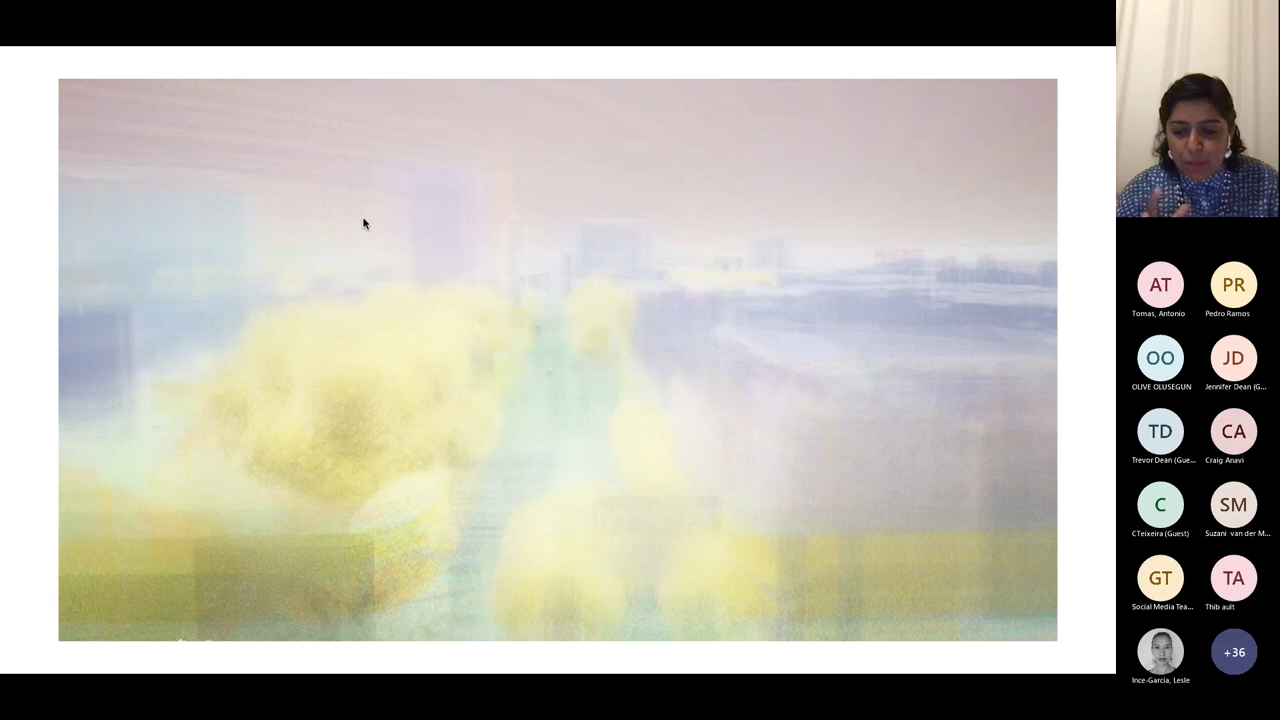 AT
PR
Tomas, Antonio
Pedro Ramos
OO
JD
OLIVE OLUSEGUN
Jennifer Dean (G...
TD
CA
Trevor Dean (Gue...
Craig Anavi
C
SM
CTeixeira (Guest)
Suzani van der M...
GT
TA
Social Media Tea...
Thib ault
+36
Ince-Garcia, Lesle